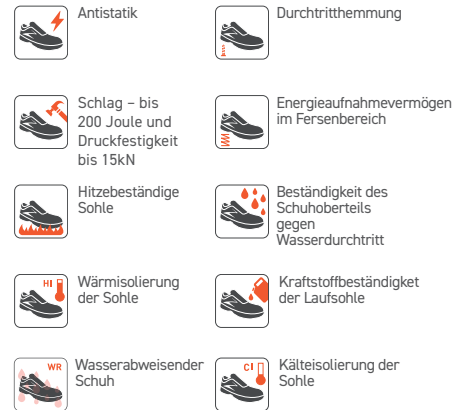 Antistatik
Durchtritthemmung
Schlag – bis
200 Joule und
Druckfestigkeit
bis 15kN
Energieaufnahmevermögen
im Fersenbereich
Hitzebeständige
Sohle
Beständigkeit des
Schuhoberteils
gegen
Wasserdurchtritt
HI
Wärmisolierung
der Sohle
Kraftstoffbeständigket
der Laufsohle
WR
Wasserabweisender
Schuh
CI
Kälteisolierung der
Sohle